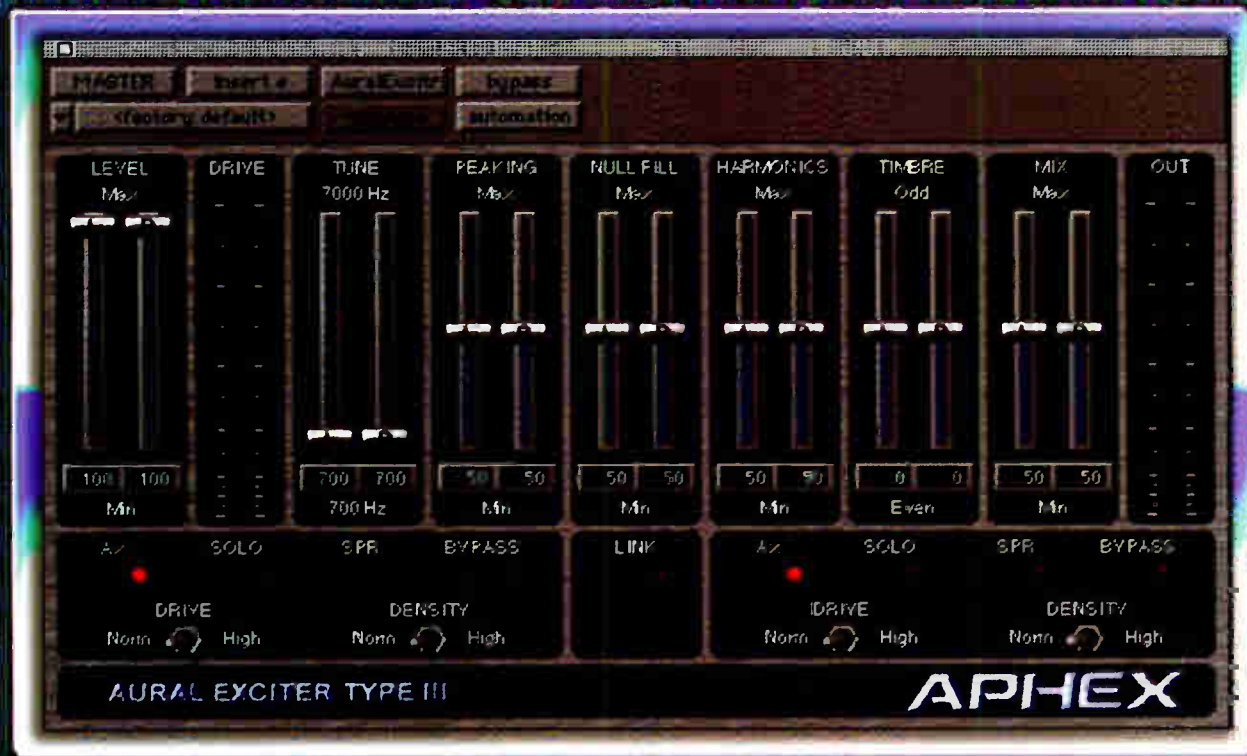 MASTER insert a AuralExciter bypass
<factory default> automation
LEVEL DRIVE TUNE PEAKING NULL FILL HARMONICS TIMBRE MIX OUT
Max 7000 Hz Max Max Max Odd Max
100 100 700 700 50 50 50 50 50 50 0 0 50 50
Min 700 Hz Min Min Min Even Min
Ax SOLO SPR BYPASS LINK Ax SOLO SPR BYPASS
DRIVE DENSITY DRIVE DENSITY
Norm High Norm High Norm High Norm High
AURAL EXCITER TYPE III APHEX